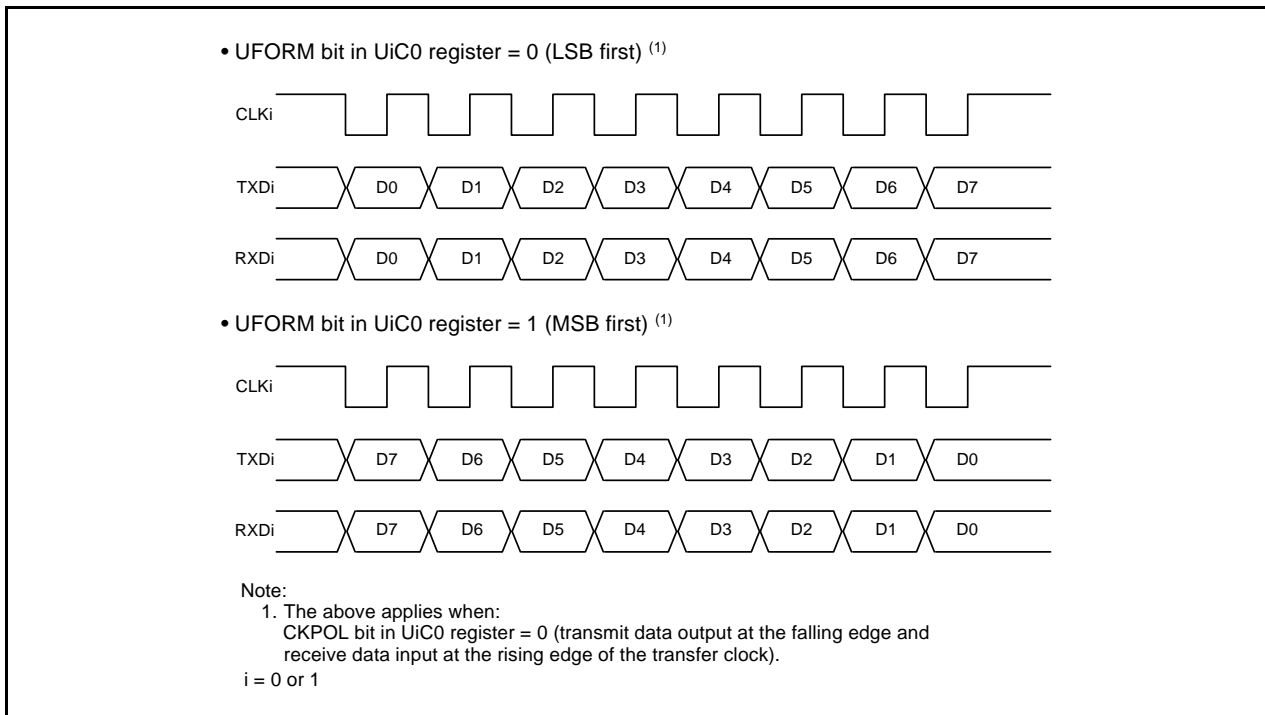 • UFORM bit in UiC0 register = 0 (LSB first) (1)
CLKi
TXDi D0 D1 D2 D3 D4 D5 D6 D7
RXDi D0 D1 D2 D3 D4 D5 D6 D7
• UFORM bit in UiC0 register = 1 (MSB first) (1)
CLKi
TXDi D7 D6 D5 D4 D3 D2 D1 D0
RXDi D7 D6 D5 D4 D3 D2 D1 D0
Note:
1. The above applies when:
CKPOL bit in UiC0 register = 0 (transmit data output at the falling edge and
receive data input at the rising edge of the transfer clock).
i = 0 or 1